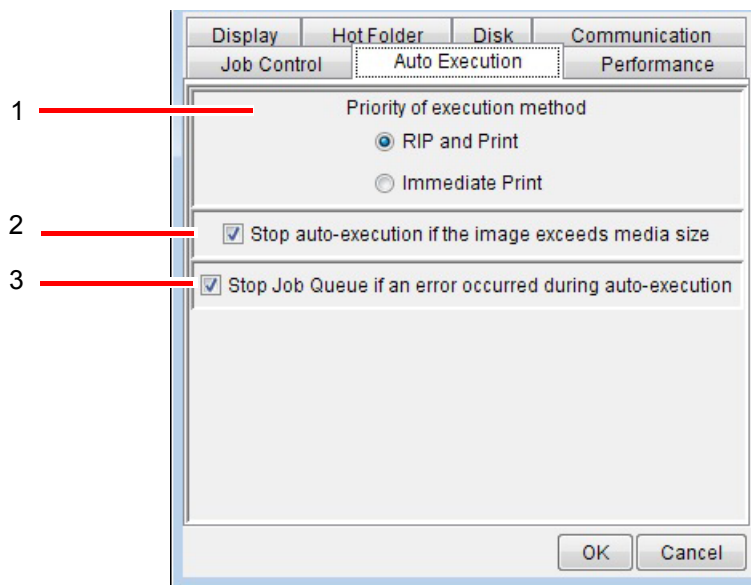 Display Hot Folder Disk Communication
Job Control Auto Execution Performance
1
Priority of execution method
RIP and Print
Immediate Print
2
Stop auto-execution if the image exceeds media size
3
Stop Job Queue if an error occurred during auto-execution
OK Cancel